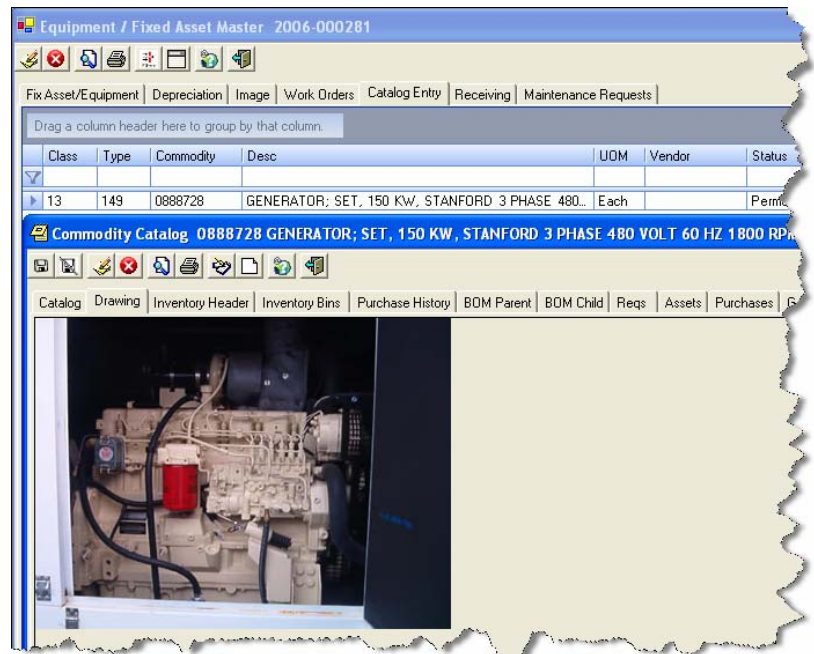 Equipment / Fixed Asset Master 2006-000281
Fix Asset/Equipment Depreciation Image Work Orders Catalog Entry Receiving Maintenance Requests
Drag a column header here to group by that column.
Class Type Commodity Desc UOM Vendor Status
13 149 0888728 GENERATOR; SET, 150 KW, STANFORD 3 PHASE 480... Each
Commodity Catalog 0888728 GENERATOR; SET, 150 KW, STANFORD 3 PHASE 480 VOLT 60 HZ 1800
Catalog Drawing Inventory Header Inventory Bins Purchase History BOM Parent BOM Child Reqs Assets Purchases